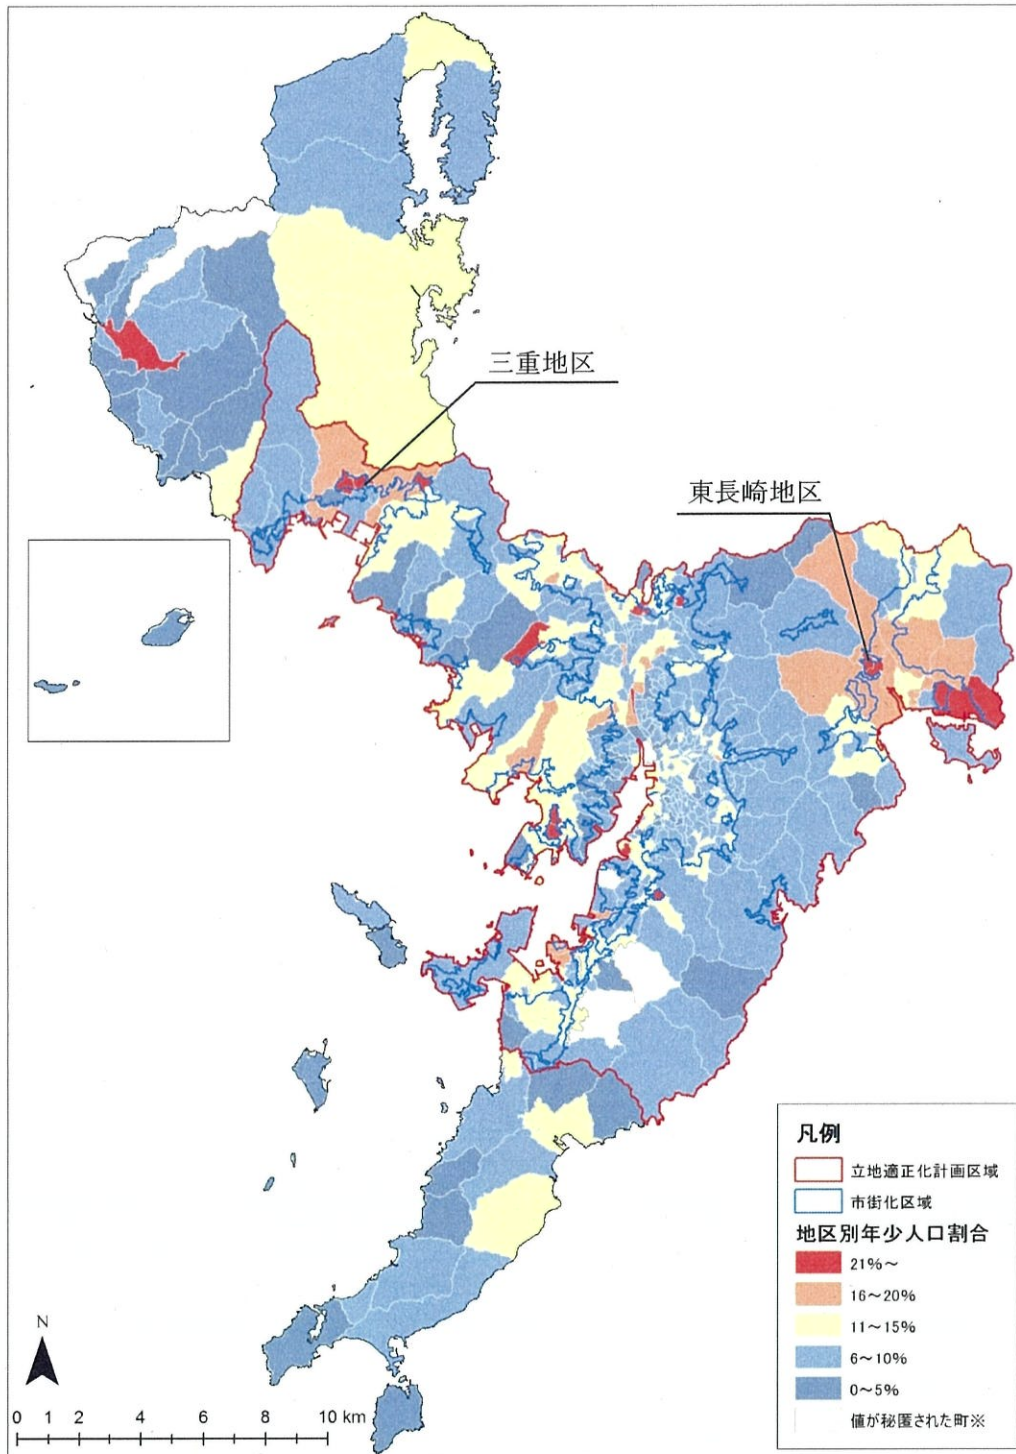 三重地区
東長崎地区
凡例
立地適正化計画区域
市街化区域
地区別年少人口割合
21%～
16～20%
11～15%
6～10%
0～5%
値が秘匿された町※
N
0 1 2 4 6 8 10 km